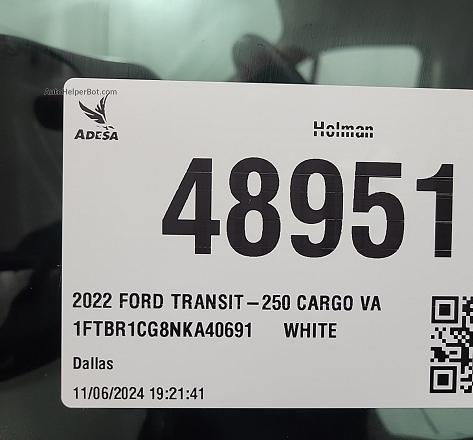 AutoHelperBot.com
ADESA
Holman
48951
2022 FORD TRANSIT-250 CARGO VA
1FTBR1CG8NKA40691 WHITE
Dallas
11/06/2024 19:21:41